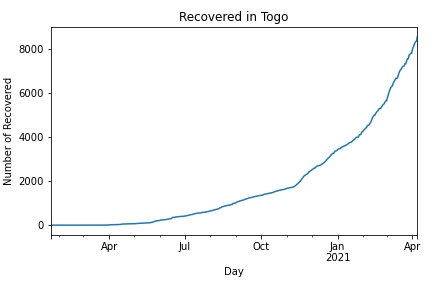 Recovered in Togo
Number of Recovered
8000
6000
4000
2000
0
Apr
Jul
Oct
Jan
2021
Apr
Day